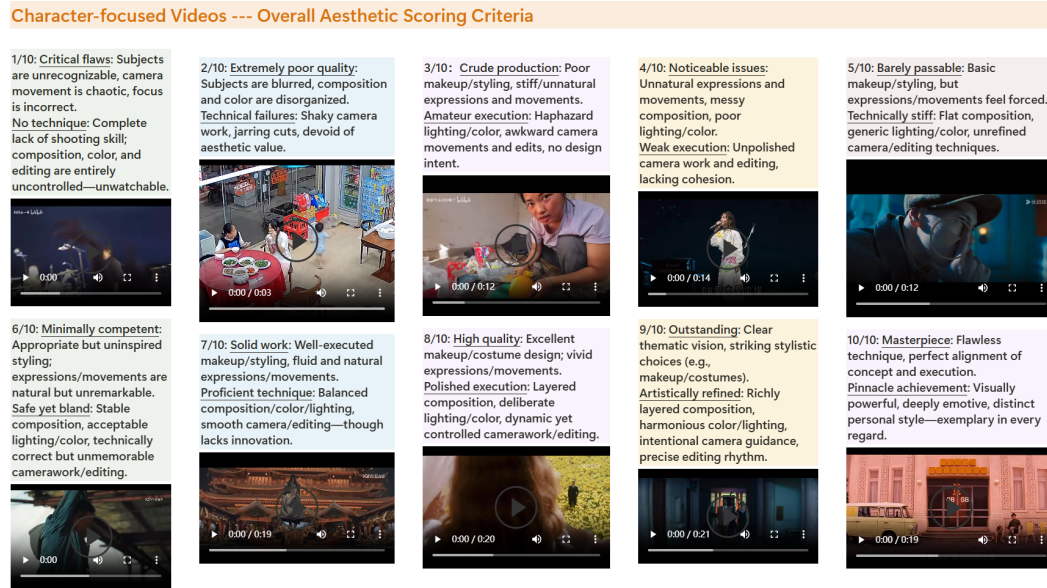 Character-focused Videos --- Overall Aesthetic Scoring Criteria
1/10: Critical flaws: Subjects
are unrecognizable, camera
movement is chaotic, focus
is incorrect.
No technique: Complete
lack of shooting skill;
composition, color, and
editing are entirely
uncontrolled—unwatchable.
0:00
2/10: Extremely poor quality:
Subjects are blurred, composition
and color are disorganized.
Technical failures: Shaky camera
work, jarring cuts, devoid of
aesthetic value.
0:00 / 0:03
3/10: Crude production: Poor
makeup/styling, stiff/unnatural
expressions and movements.
Amateur execution: Haphazard
lighting/color, awkward camera
movements and edits, no design
intent.
0:00 / 0:12
4/10: Noticeable issues:
Unnatural expressions and
movements, messy
composition, poor
lighting/color.
Weak execution: Unpolished
camera work and editing,
lacking cohesion.
0:00 / 0:14
5/10: Barely passable: Basic
makeup/styling, but
expressions/movements feel forced.
Technically stiff: Flat composition,
generic lighting/color, unrefined
camera/editing techniques.
0:00 / 0:12
6/10: Minimally competent:
Appropriate but uninspired
styling;
expressions/movements are
natural but unremarkable.
Safe yet bland: Stable
composition, acceptable
lighting/color, technically
correct but unmemorable
camerawork/editing.
0:00
7/10: Solid work: Well-executed
makeup/styling, fluid and natural
expressions/movements.
Proficient technique: Balanced
composition/color/lighting,
smooth camera/editing—though
lacks innovation.
0:00 / 0:19
8/10: High quality: Excellent
makeup/costume design; vivid
expressions/movements.
Polished execution: Layered
composition, deliberate
lighting/color, dynamic yet
controlled camerawork/editing.
0:00 / 0:20
9/10: Outstanding: Clear
thematic vision, striking stylistic
choices (e.g.,
makeup/costumes).
Artistically refined: Richly
layered composition,
harmonious color/lighting,
intentional camera guidance,
precise editing rhythm.
0:00 / 0:21
10/10: Masterpiece: Flawless
technique, perfect alignment of
concept and execution.
Pinnacle achievement: Visually
powerful, deeply emotive, distinct
personal style—exemplary in every
regard.
0:00 / 0:19